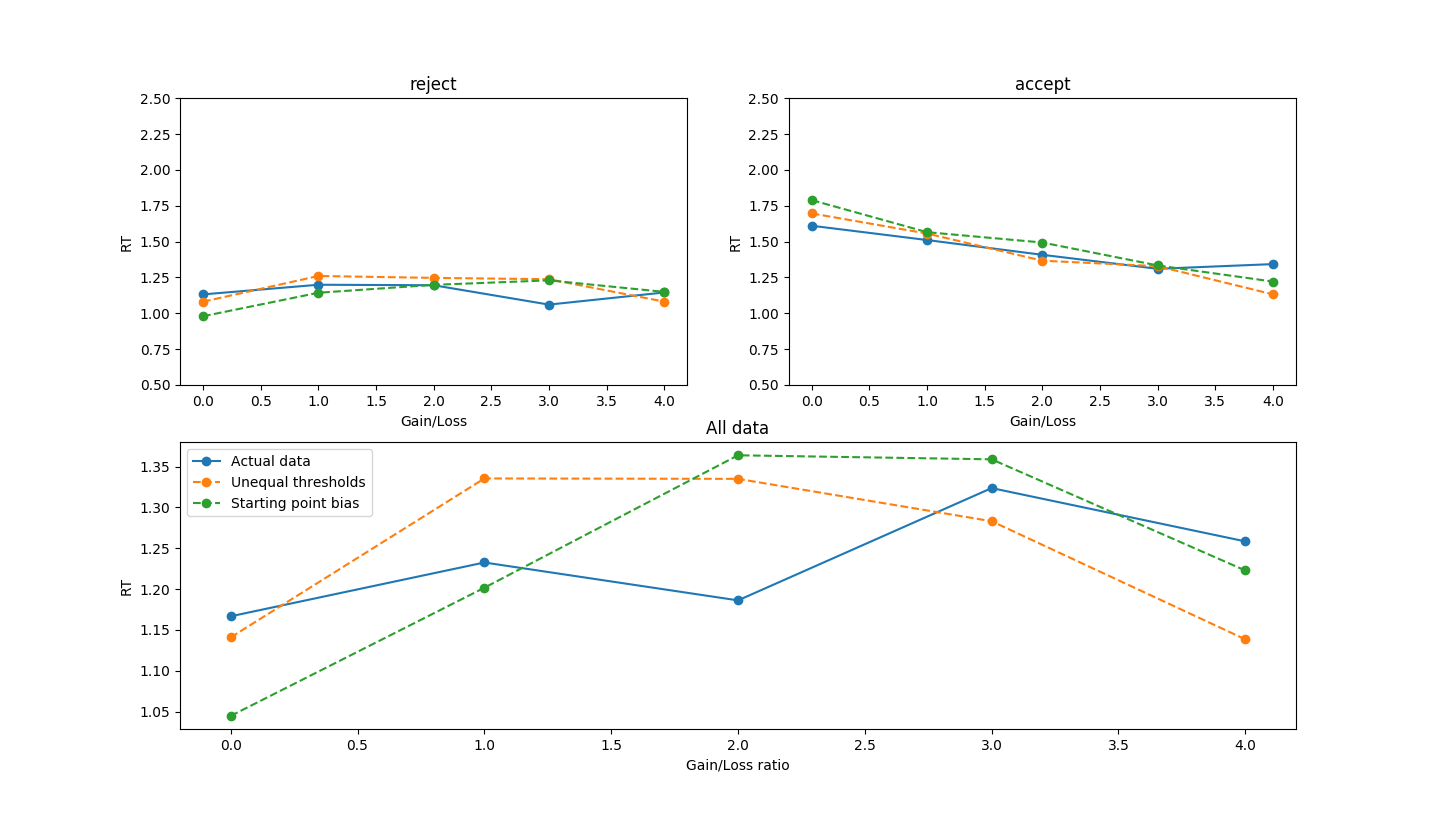 reject
2.50
2.25
2.00
1.75
1.50
1.25
1.00
0.75
0.50
RT
0.0 0.5 1.0 1.5 2.0 2.5 3.0 3.5 4.0
Gain/Loss
accept
2.50
2.25
2.00
1.75
1.50
1.25
1.00
0.75
0.50
RT
0.0 0.5 1.0 1.5 2.0 2.5 3.0 3.5 4.0
Gain/Loss
All data
Actual data
Unequal thresholds
Starting point bias
1.35
1.30
1.25
1.20
1.15
1.10
1.05
RT
0.0 0.5 1.0 1.5 2.0 2.5 3.0 3.5 4.0
Gain/Loss ratio